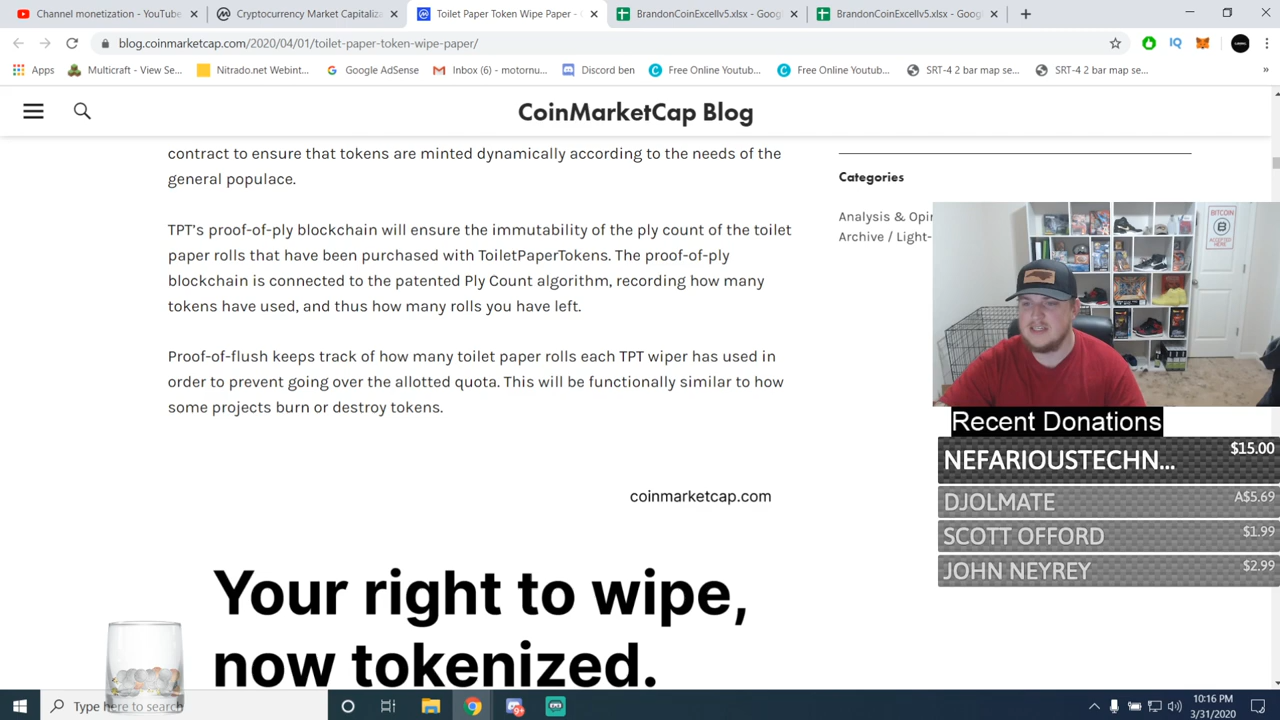 Channel monetization - YouTube
Cryptocurrency Market Capitaliza
Toilet Paper Token Wipe Paper -
BrandonCoinExcellv5.xlsx - Goog
BrandonCoinExcellv5.xlsx - Goog
blog.coinmarketcap.com/2020/04/01/toilet-paper-token-wipe-paper/
Apps
Multicraft - View Se...
Nitrado.net Webint...
Google AdSense
Inbox (6) - motornu...
Discord ben
Free Online Youtub...
Free Online Youtub...
SRT-4 2 bar map se...
SRT-4 2 bar map se...
»
CoinMarketCap Blog
contract to ensure that tokens are minted dynamically according to the needs of the
general populace.
TPT's proof-of-ply blockchain will ensure the immutability of the ply count of the toilet
paper rolls that have been purchased with ToiletPaperTokens. The proof-of-ply
blockchain is connected to the patented Ply Count algorithm, recording how many
tokens have used, and thus how many rolls you have left.
Proof-of-flush keeps track of how many toilet paper rolls each TPT wiper has used in
order to prevent going over the allotted quota. This will be functionally similar to how
some projects burn or destroy tokens.
coinmarketcap.com
Your right to wipe,
now tokenized.
Categories
Analysis & Opi
Archive / Light-
BITCOIN
B
ACCEPTED
HERE
Recent Donations
NEFARIOUSTECHN... $15.00
DJOLMATE A$5.69
SCOTT OFFORD $1.99
JOHN NEYREY $2.99
Type here to search
10:16 PM
3/31/2020